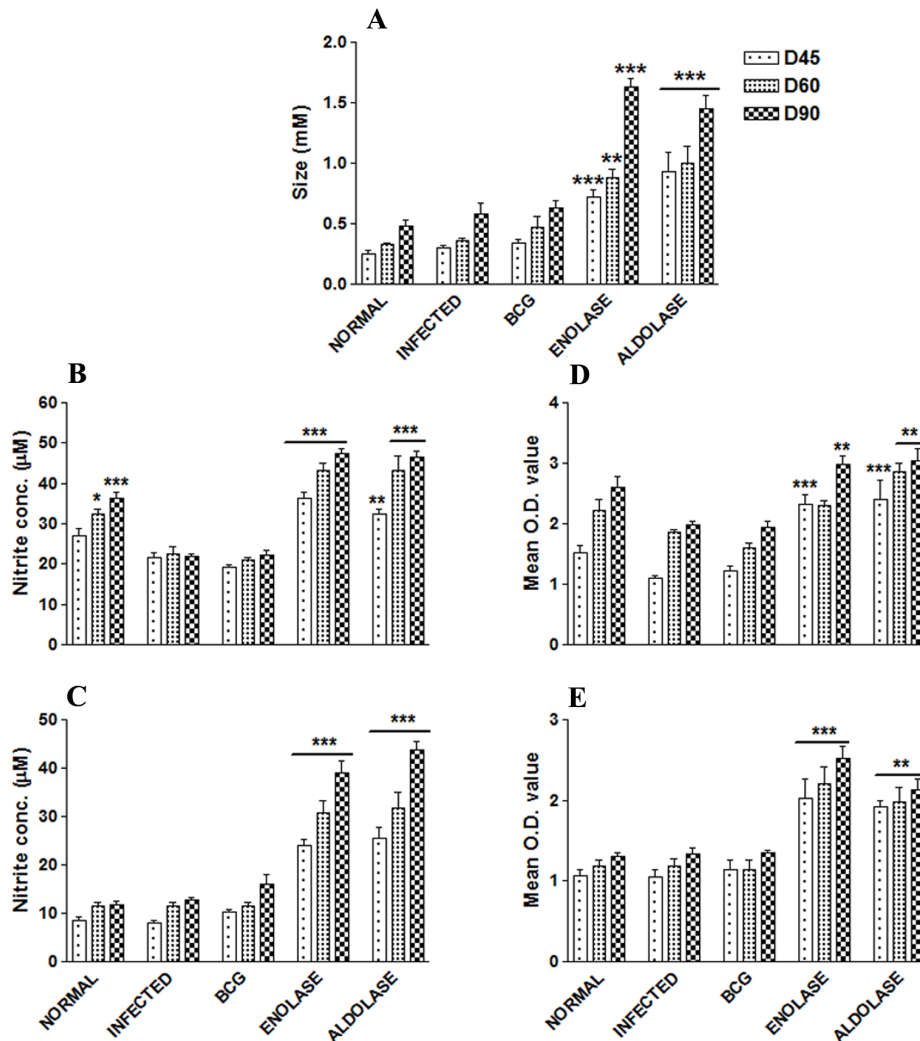 A
Size (mM)
2.0
1.5
1.0
0.5
0.0
***
**
***
***
D45
D60
D90
NORMAL
INFECTED
BCG
ENOLASE
ALDOLASE
B
Nitrite conc. (µM)
60
50
40
30
20
10
0
*
***
***
**
***
D
Mean O.D. value
4
3
2
1
0
***
**
***
**
C
Nitrite conc. (µM)
50
40
30
20
10
0
***
***
NORMAL
INFECTED
BCG
ENOLASE
ALDOLASE
E
Mean O.D. value
3
2
1
0
***
**
NORMAL
INFECTED
BCG
ENOLASE
ALDOLASE